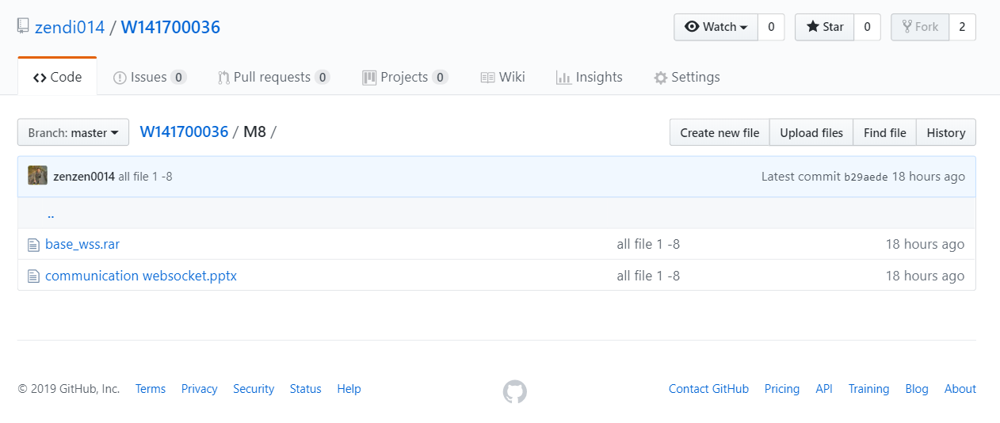 zendi014 / W141700036 Watch 0 Star 0 Fork 2
Code Issues 0 Pull requests 0 Projects 0 Wiki Insights Settings
Branch: master W141700036 / M8 / Create new file Upload files Find file History
zenzen0014 all file 1 -8 Latest commit b29aede 18 hours ago
..
base_wss.rar all file 1 -8 18 hours ago
communication websocket.pptx all file 1 -8 18 hours ago
© 2019 GitHub, Inc. Terms Privacy Security Status Help Contact GitHub Pricing API Training Blog About